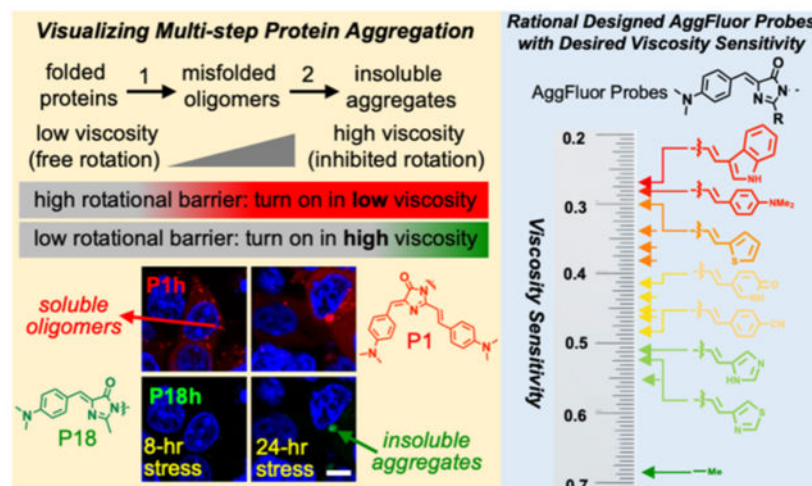 Visualizing Multi-step Protein Aggregation
folded proteins
1
misfolded oligomers
2
insoluble aggregates
low viscosity
(free rotation)
high viscosity
(inhibited rotation)
high rotational barrier: turn on in low viscosity
low rotational barrier: turn on in high viscosity
soluble
oligomers
P1h
O
N
N
N
P1
O
N
N
N
P18
P18h
8-hr
stress
24-hr
stress
insoluble
aggregates
Rational Designed AggFluor Probes
with Desired Viscosity Sensitivity
AggFluor Probes
O
N
N
N
R
Viscosity Sensitivity
0.2
0.3
0.4
0.5
0.6
0.7
NH
NMe2
S
O
NH
CN
N
HN
S
N
Me